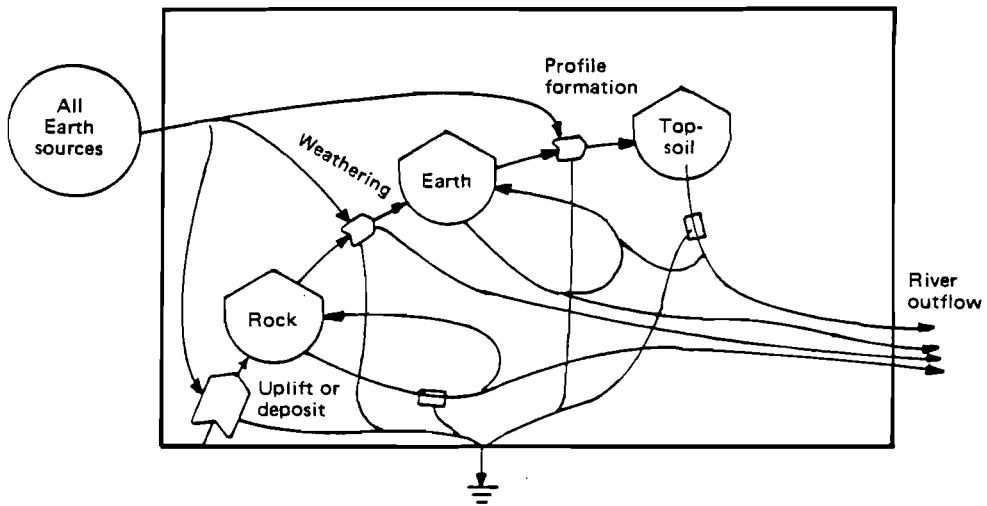 All
Earth
sources
Profile
formation
Top-
soil
Weathering
Earth
River
outflow
Rock
Uplift or
deposit